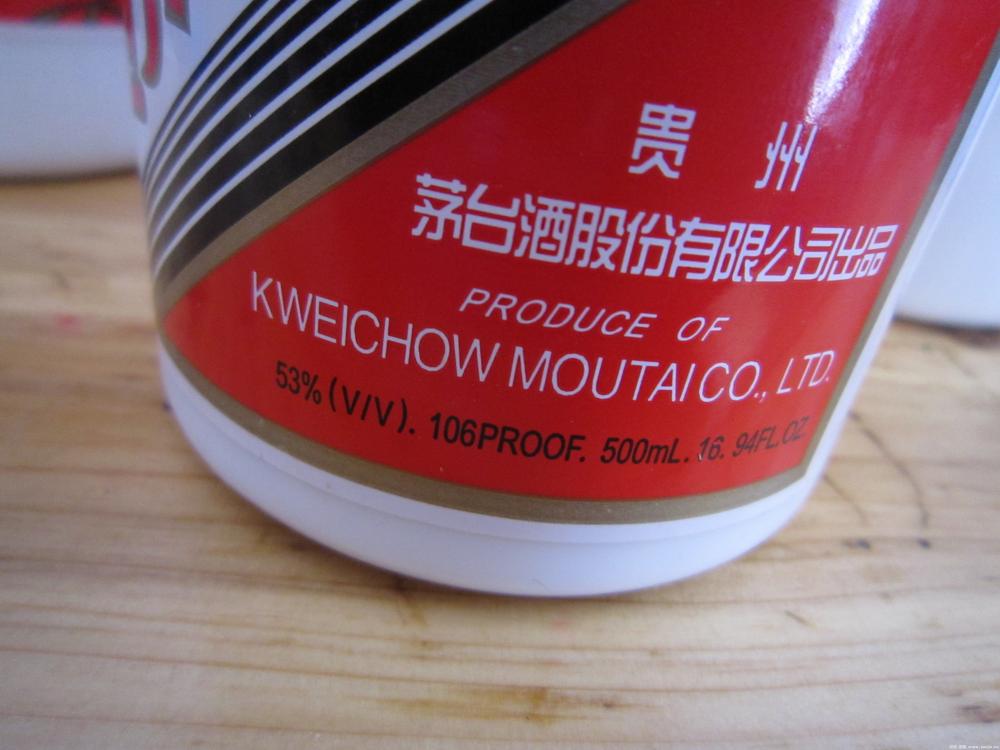 贵州
茅台酒股份有限公司出品
PRODUCE OF
KWEICHOW MOUTAI CO., LTD.
53% (V/V). 106PROOF. 500mL. 16. 94FL.OZ.